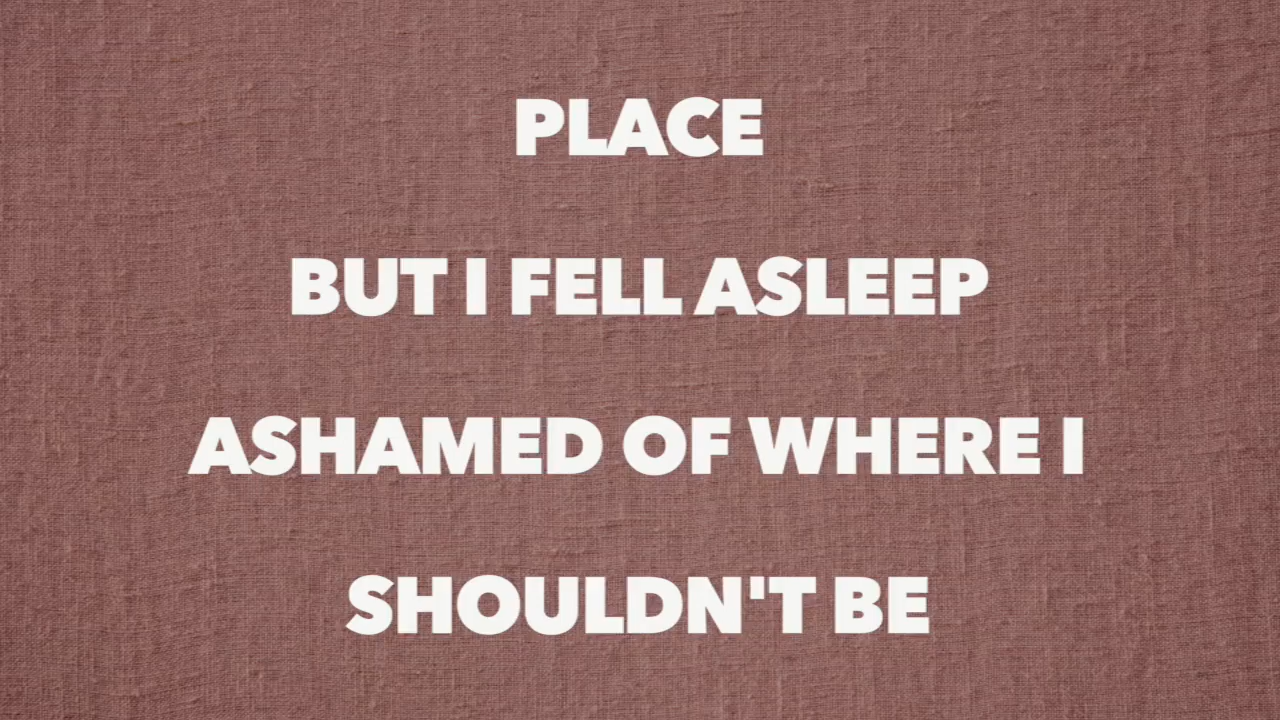 PLACE
BUT I FELL ASLEEP
ASHAMED OF WHERE I
SHOULDN'T BE